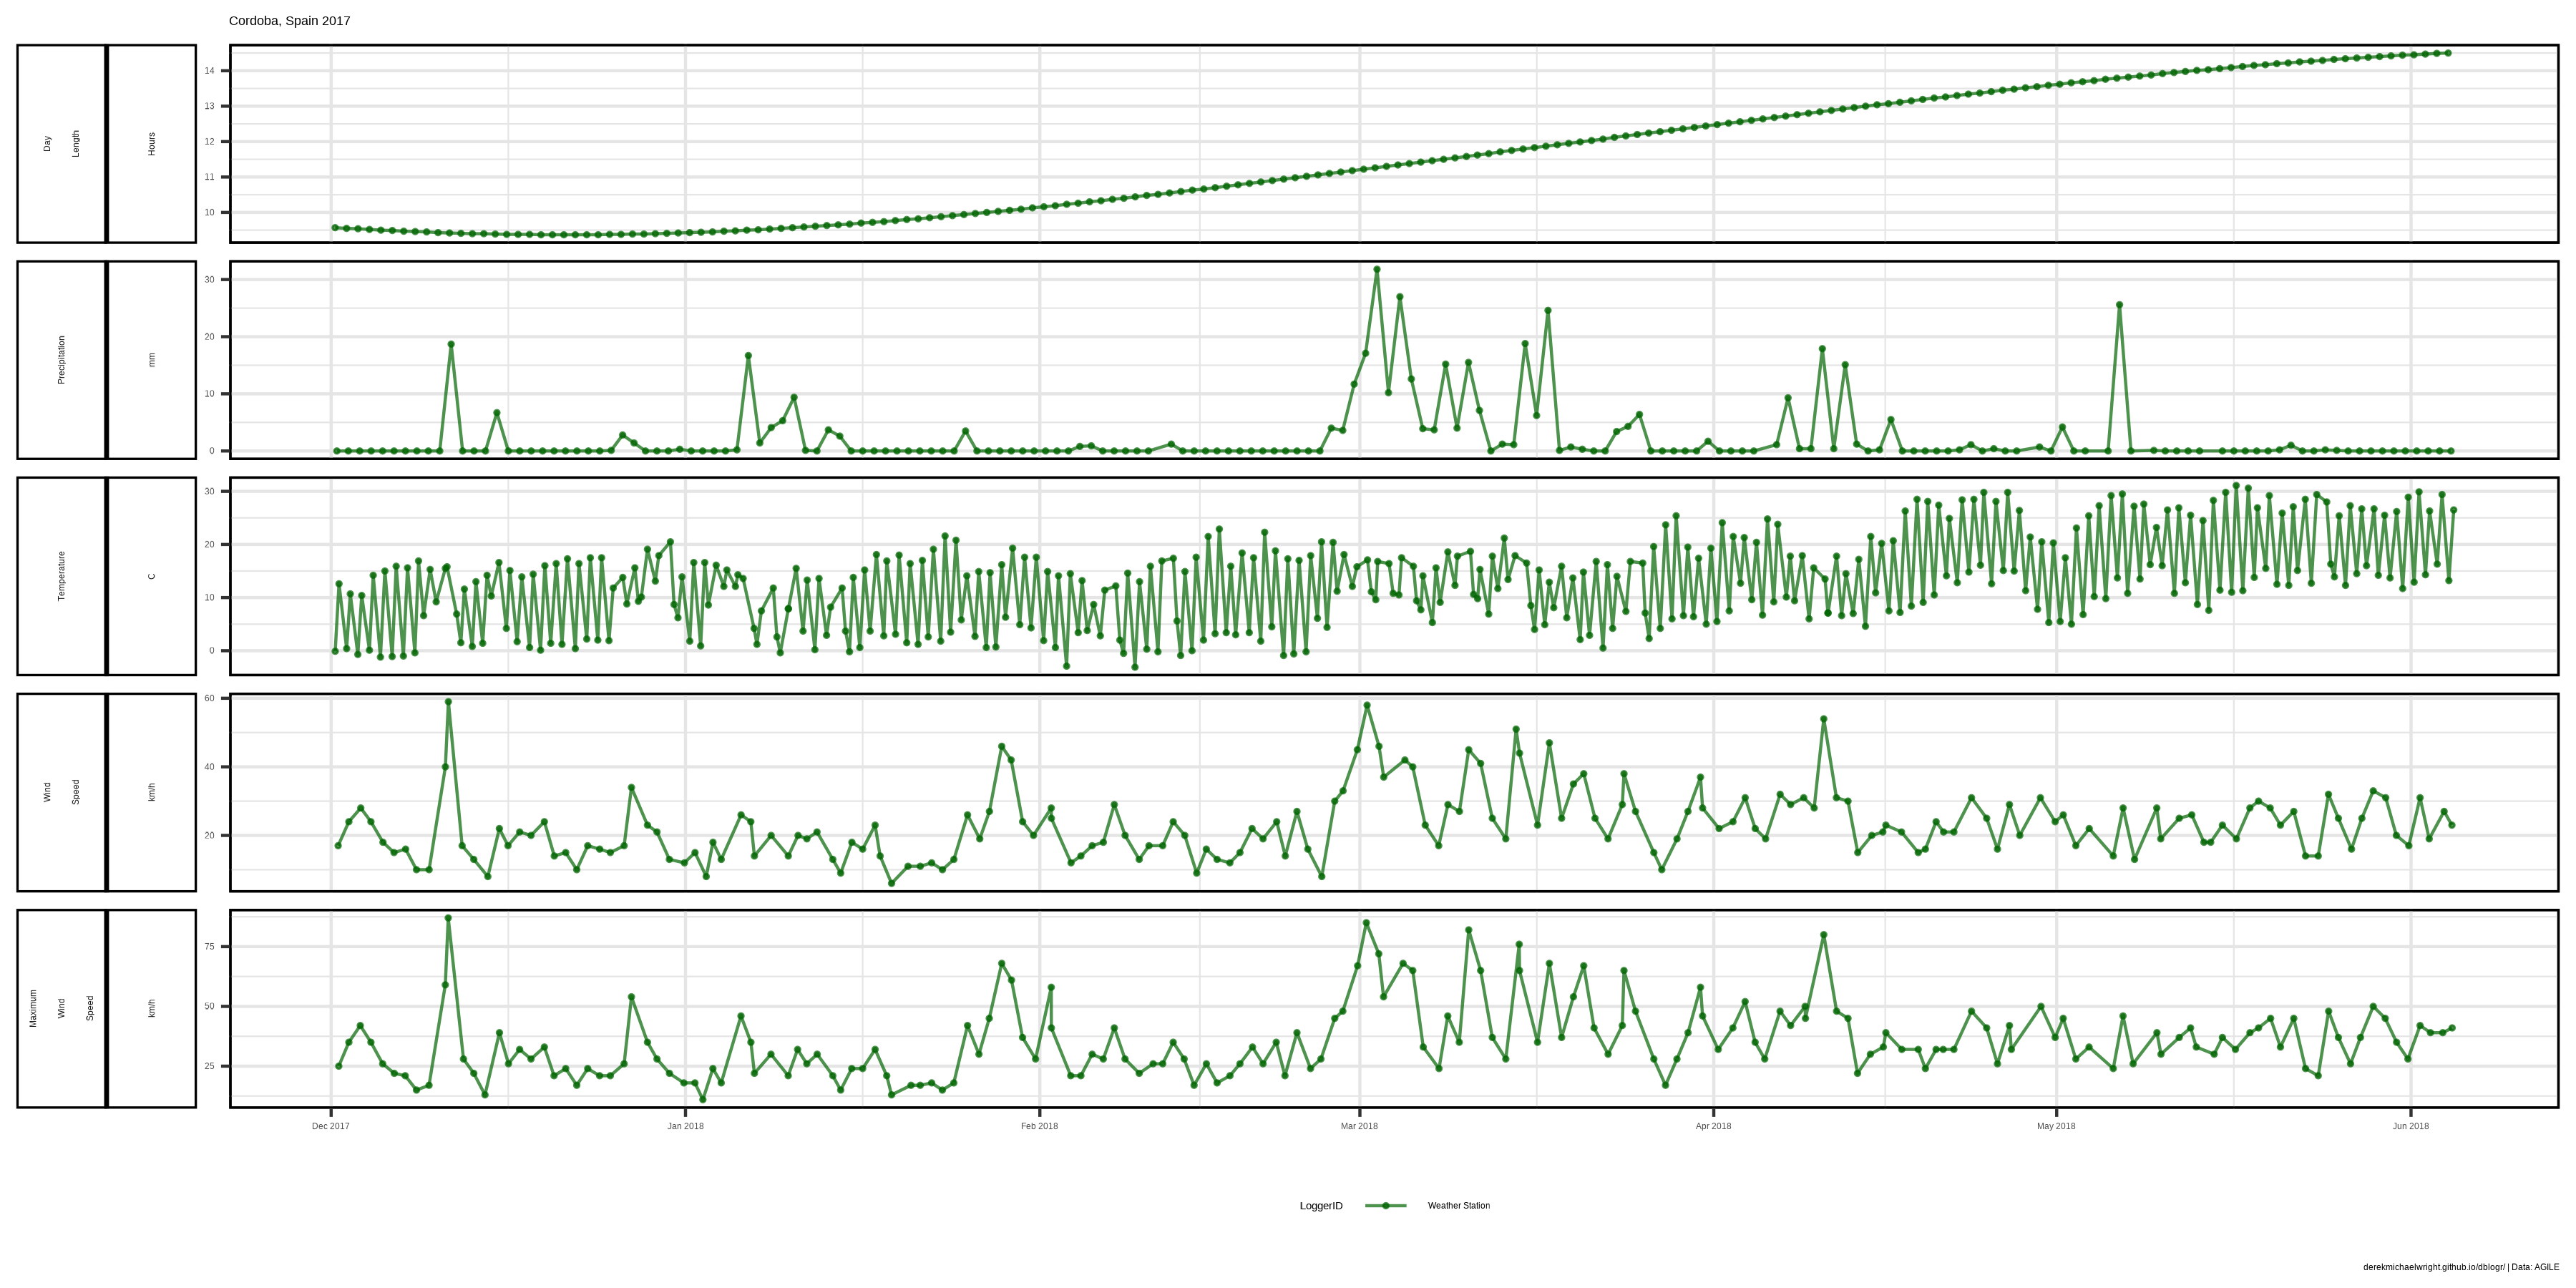 Cordoba, Spain 2017
Day
Length
Hours
14
13
12
11
10
Precipitation
mm
30
20
10
0
Temperature
C
30
20
10
0
Wind
Speed
km/h
60
40
20
Maximum
Wind
Speed
km/h
75
50
25
Dec 2017
Jan 2018
Feb 2018
Mar 2018
Apr 2018
May 2018
Jun 2018
LoggerID
Weather Station
derekmichaelwright.github.io/dblogr/ | Data: AGILE